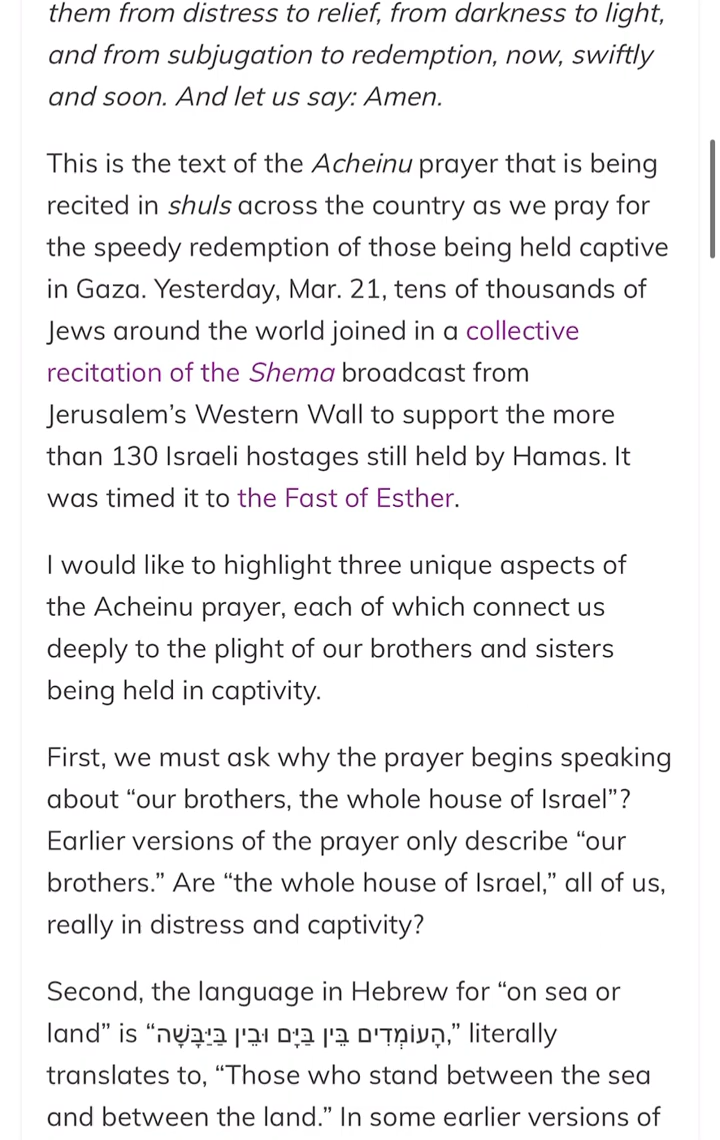 them from distress to relief, from darkness to light,
and from subjugation to redemption, now, swiftly
and soon. And let us say: Amen.
This is the text of the Acheinu prayer that is being
recited in shuls across the country as we pray for
the speedy redemption of those being held captive
in Gaza. Yesterday, Mar. 21, tens of thousands of
Jews around the world joined in a collective
recitation of the Shema broadcast from
Jerusalem’s Western Wall to support the more
than 130 Israeli hostages still held by Hamas. It
was timed it to the Fast of Esther.
I would like to highlight three unique aspects of
the Acheinu prayer, each of which connect us
deeply to the plight of our brothers and sisters
being held in captivity.
First, we must ask why the prayer begins speaking
about “our brothers, the whole house of Israel”?
Earlier versions of the prayer only describe “our
brothers.” Are “the whole house of Israel,” all of us,
really in distress and captivity?
Second, the language in Hebrew for “on sea or
land” is “הָעוֹמְדִים בֵּין בַּיָּם וּבֵין בַּיַּבָּשָׁה,” literally
translates to, “Those who stand between the sea
and between the land.” In some earlier versions of